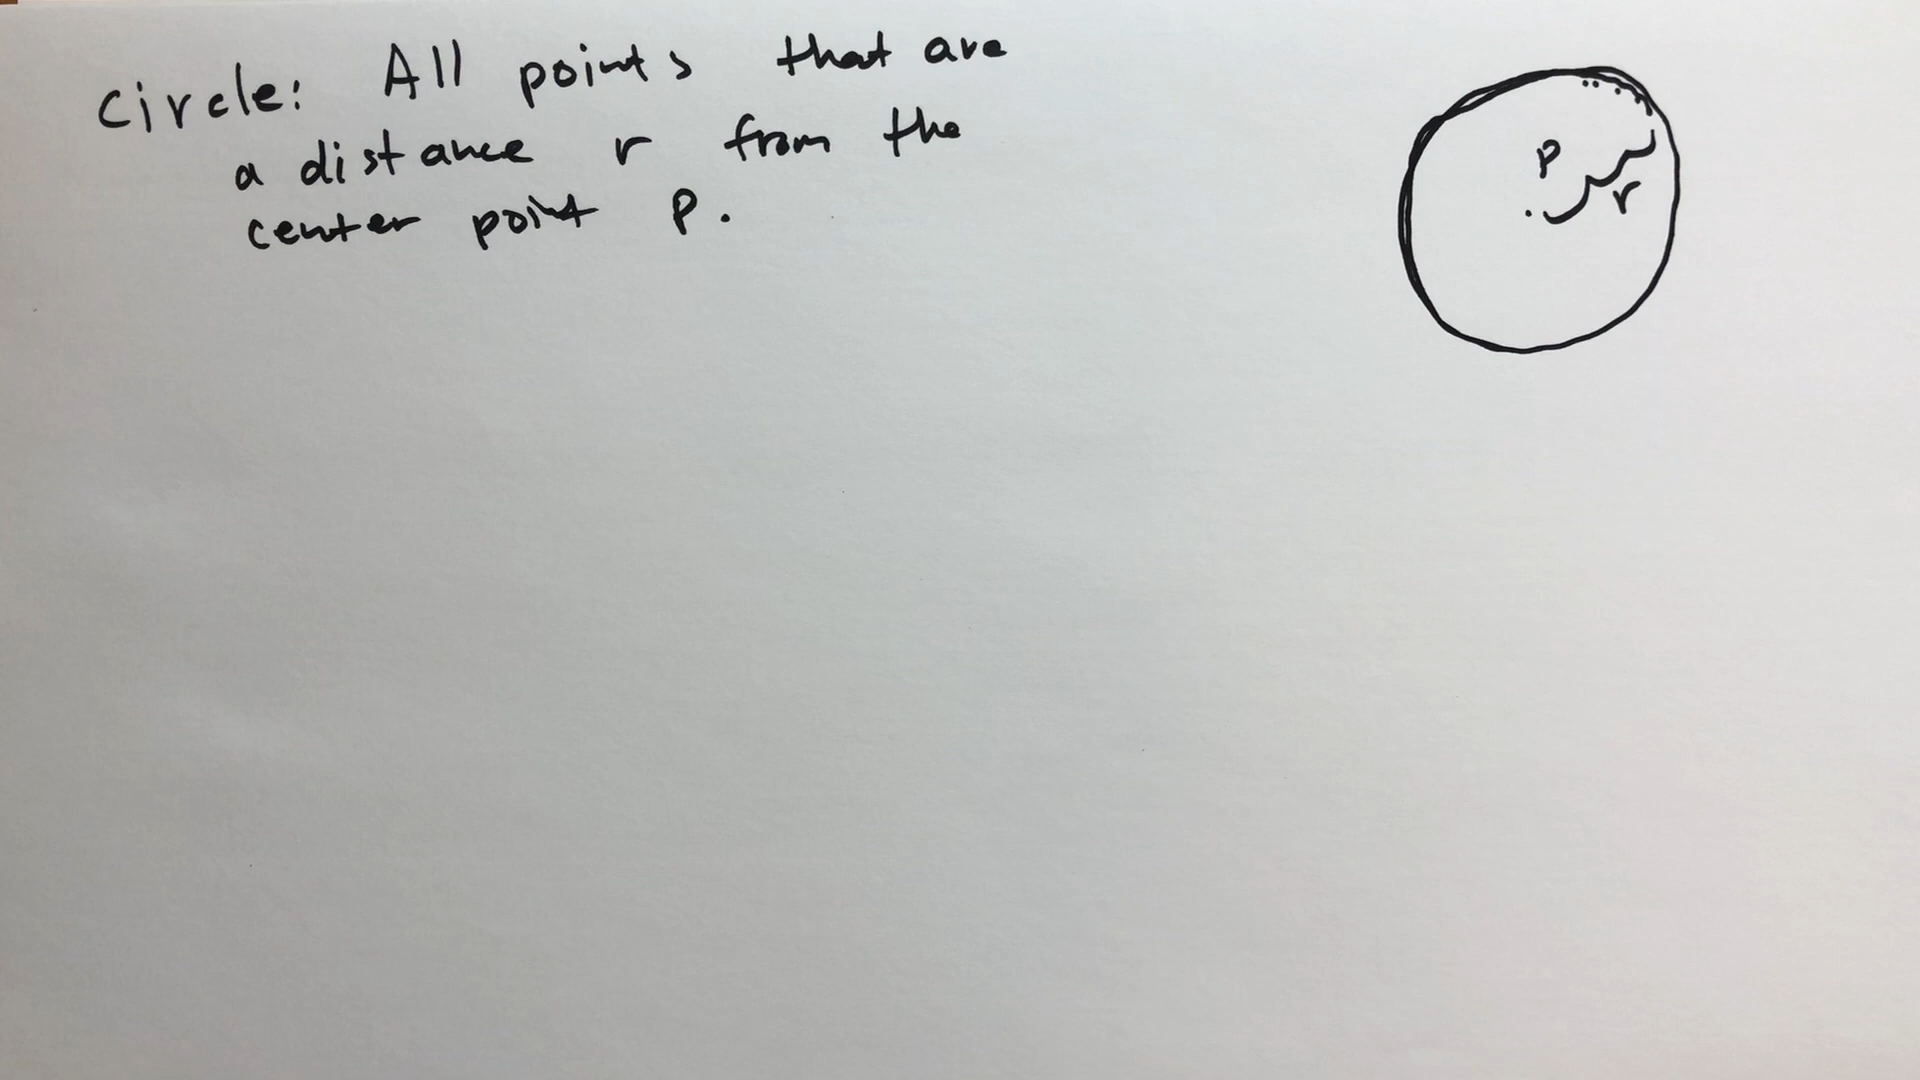 Circle: All points that are
a distance r from the
center point P.
P
r